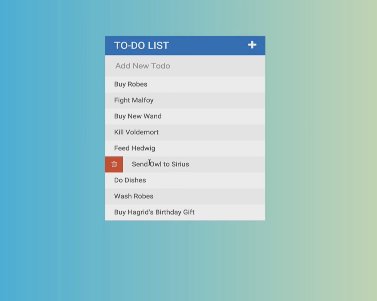 TO-DO LIST
Add New Todo
Buy Robes
Fight Malfoy
Buy New Wand
Kill Voldemort
Feed Hedwig
Send Owl to Sirius
Do Dishes
Wash Robes
Buy Hagrid's Birthday Gift